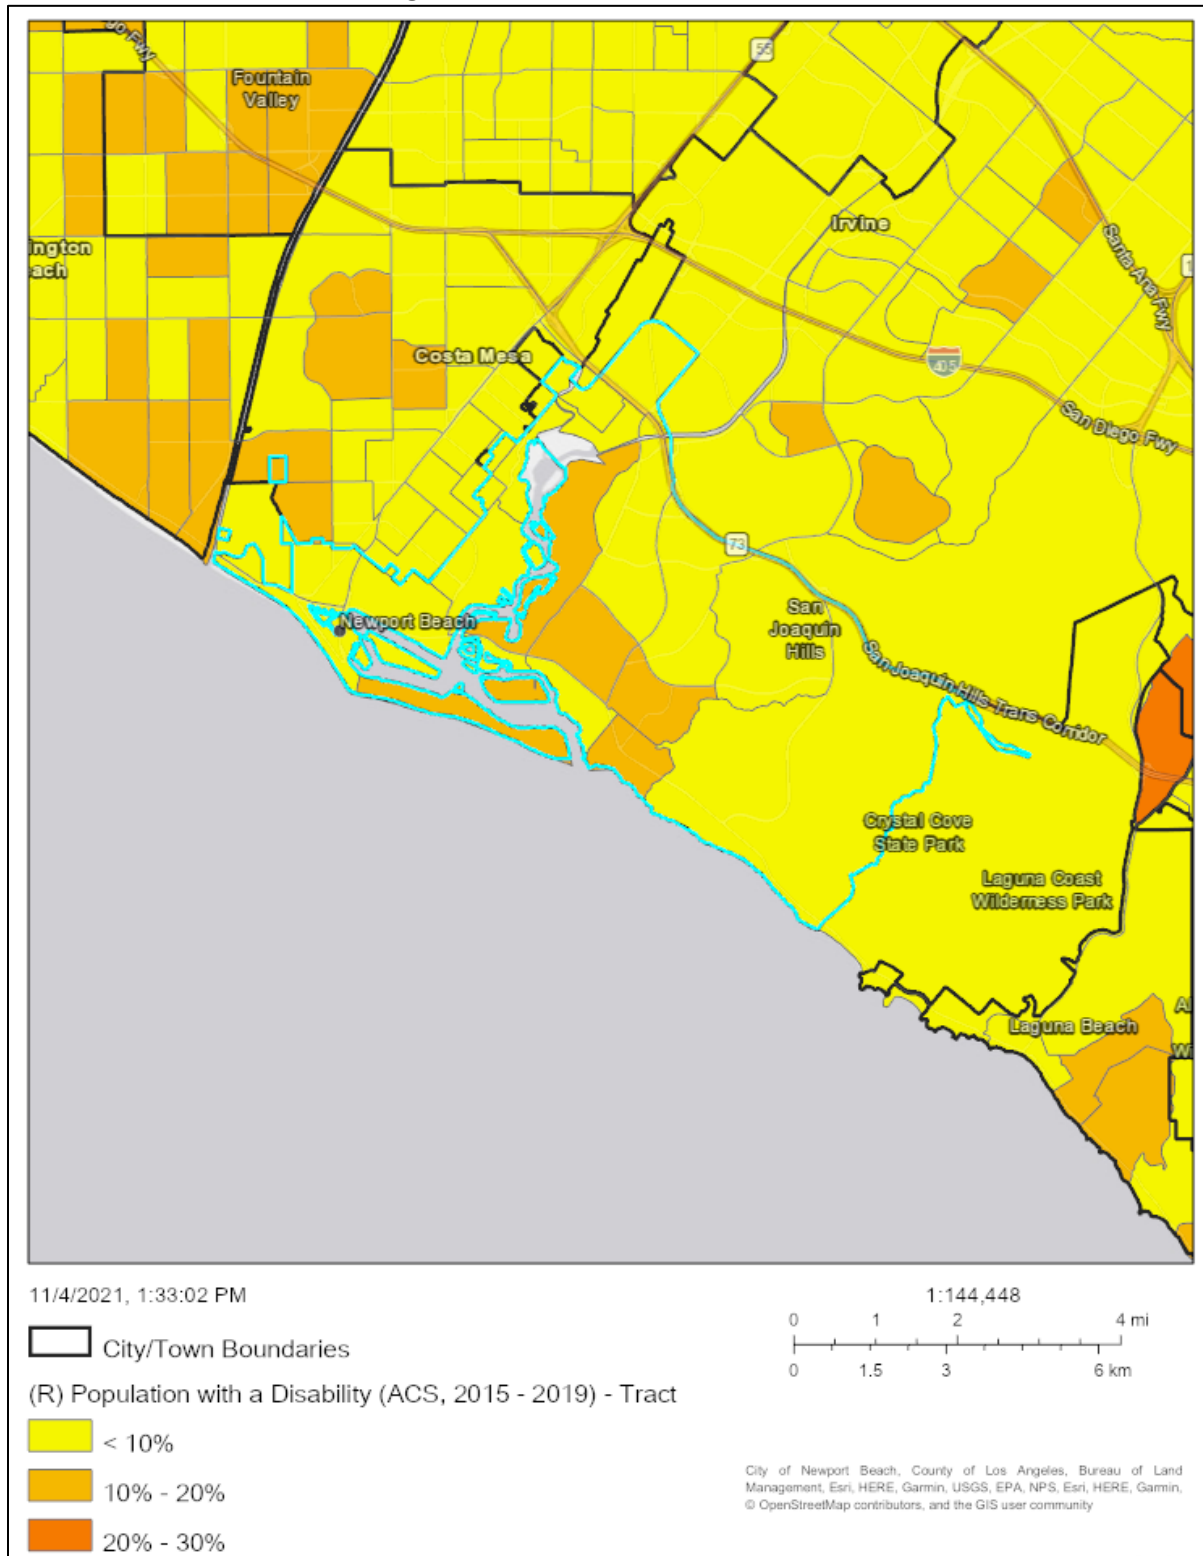 go Fwy
55
Fountain
Valley
Irvine
ington
each
Santa Ana Fwy
1
Costa Mesa
405
San Diego Fwy
73
Newport Beach
San
Joaquin
Hills
San Joaquin Hills Trans Corridor
Crystal Cove
State Park
Laguna Coast
Wilderness Park
Laguna Beach
Al
W
11/4/2021, 1:33:02 PM
1:144,448
0 1 2 4 mi
0 1.5 3 6 km
City/Town Boundaries
(R) Population with a Disability (ACS, 2015 - 2019) - Tract
< 10%
10% - 20%
20% - 30%
City of Newport Beach, County of Los Angeles, Bureau of Land
Management, Esri, HERE, Garmin, USGS, EPA, NPS, Esri, HERE, Garmin,
© OpenStreetMap contributors, and the GIS user community